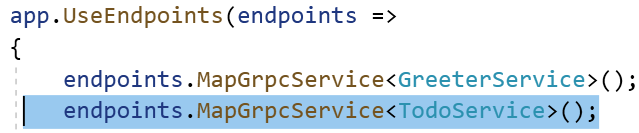 app.UseEndpoints(endpoints =>
{
    endpoints.MapGrpcService<GreeterService>();
    endpoints.MapGrpcService<TodoService>();